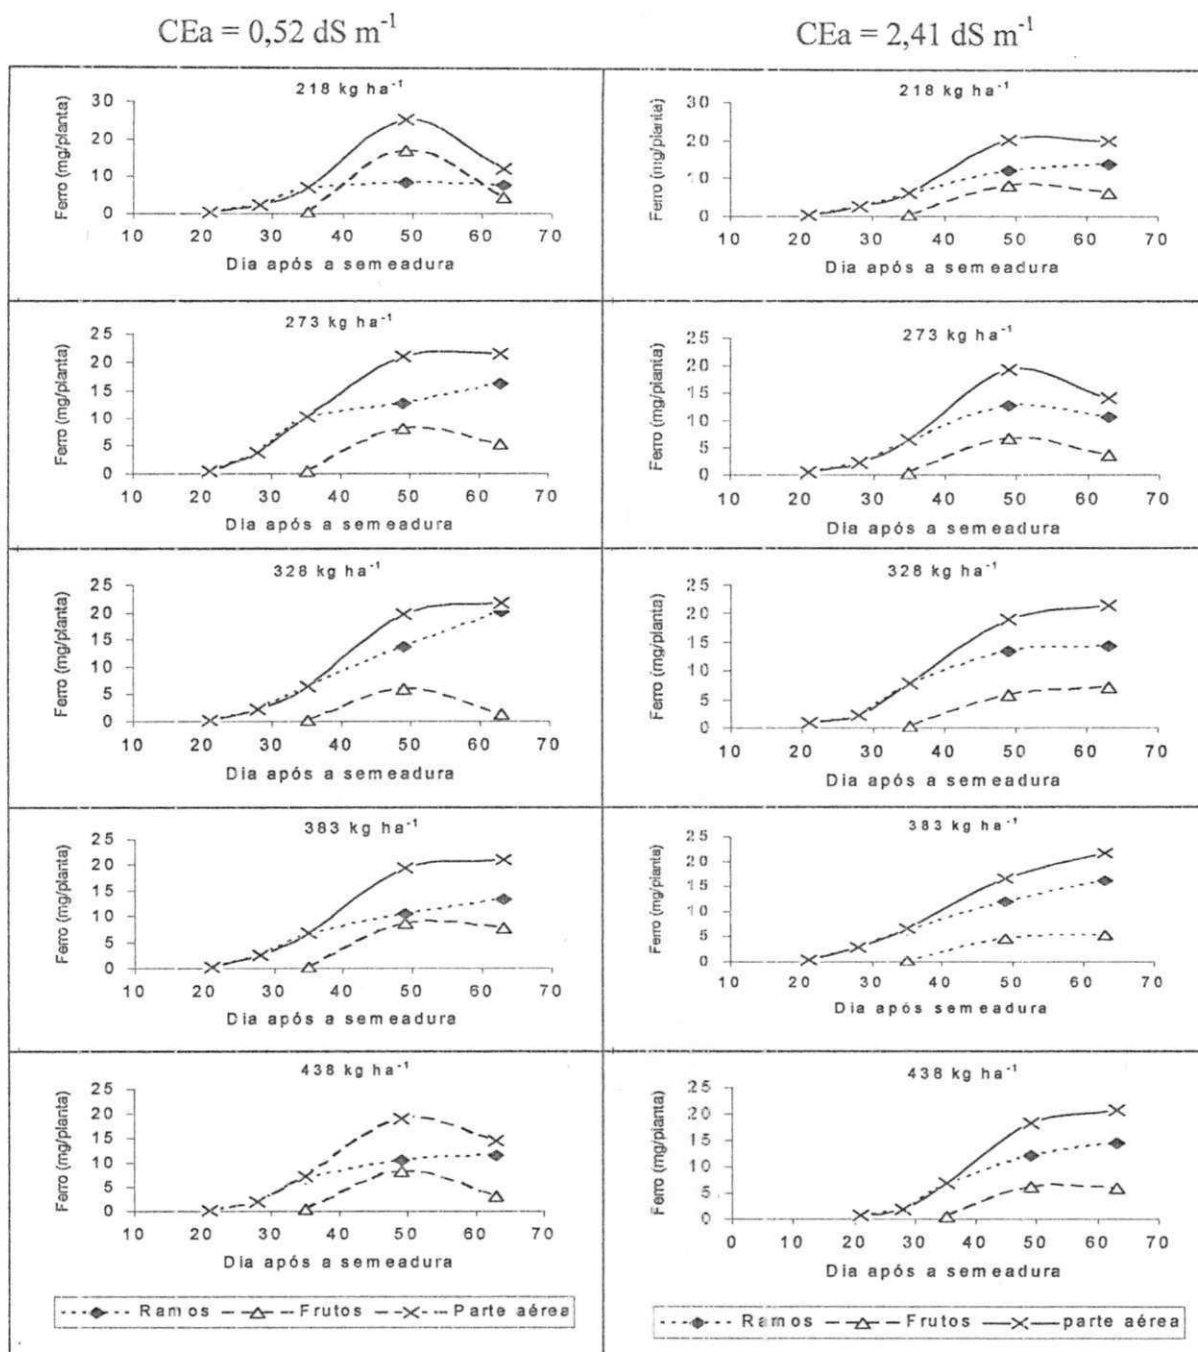 CEa = 0,52 dS m-1
CEa = 2,41 dS m-1
218 kg ha-1
Ferro (mg/planta)
30
20
10
0
10 20 30 40 50 60 70
Dia após a semeadura
218 kg ha-1
Ferro (mg/planta)
30
20
10
0
10 20 30 40 50 60 70
Dia após a semeadura
273 kg ha-1
Ferro (mg/planta)
25
20
15
10
5
0
10 20 30 40 50 60 70
Dia após a semeadura
273 kg ha-1
Ferro (mg/planta)
25
20
15
10
5
0
10 20 30 40 50 60 70
Dia após a semeadura
328 kg ha-1
Ferro (mg/planta)
25
20
15
10
5
0
10 20 30 40 50 60 70
Dia após a semeadura
328 kg ha-1
Ferro (mg/planta)
25
20
15
10
5
0
10 20 30 40 50 60 70
Dia após a semeadura
383 kg ha-1
Ferro (mg/planta)
25
20
15
10
5
0
10 20 30 40 50 60 70
Dia após a semeadura
383 kg ha-1
Ferro (mg/planta)
25
20
15
10
5
0
10 20 30 40 50 60 70
Dia após a semeadura
438 kg ha-1
Ferro (mg/planta)
25
20
15
10
5
0
10 20 30 40 50 60 70
Dia após a semeadura
438 kg ha-1
Ferro (mg/planta)
25
20
15
10
5
0
0 10 20 30 40 50 60 70
Dia após a semeadura
Ramos Frutos Parte aérea
Ramos Frutos parte aérea